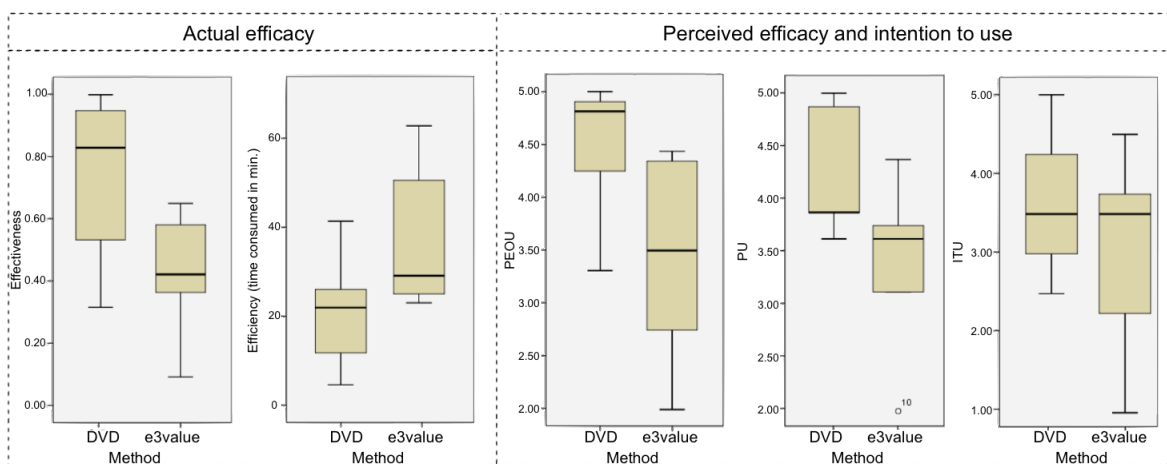 Actual efficacy
Perceived efficacy and intention to use
Effectiveness
1.00
0.80
0.60
0.40
0.20
0.00
DVD e3value
Method
Efficiency (time consumed in min.)
60
40
20
0
DVD e3value
Method
PEOU
5.00
4.50
4.00
3.50
3.00
2.50
2.00
DVD e3value
Method
PU
5.00
4.50
4.00
3.50
3.00
2.50
2.00
10
DVD e3value
Method
ITU
5.00
4.00
3.00
2.00
1.00
DVD e3value
Method